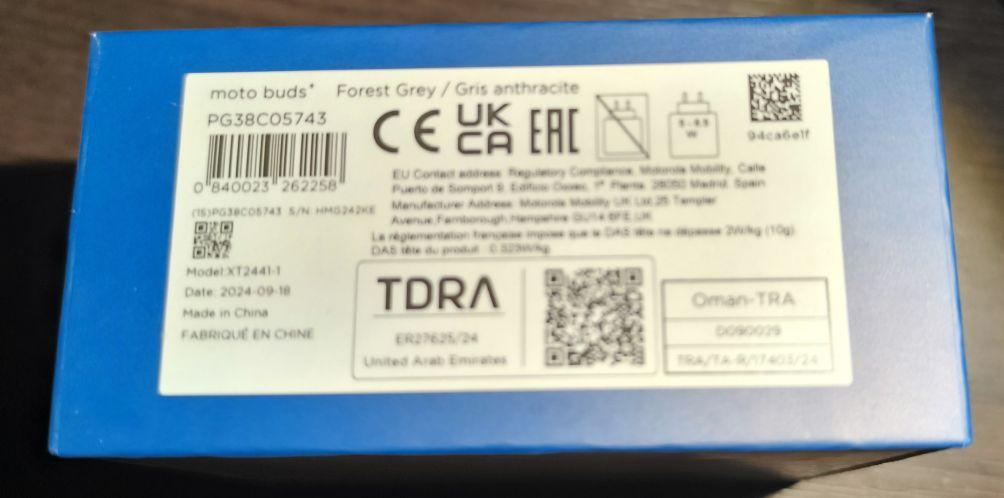 moto buds+ Forest Grey / Gris anthracite
PG38C05743
CE UKCA EAC
5 - 6.5
W
94ca6e1f
0 840023 262258
EU Contact address: Regulatory Compliance, Motorola Mobility, Calle
Puerto de Somport 9, Edificio Oxxeo, 1ª Planta, 28050 Madrid, Spain
Manufacturer Address: Motorola Mobility UK Ltd,25 Templer
Avenue,Farnborough,Hampshire GU14 6FE,UK
La réglementation française impose que le DAS tête ne dépasse 2W/kg (10g).
DAS tête du produit : 0.323W/kg
(1S)PG38C05743 S/N: HMG242KE
Model:XT2441-1
Date: 2024-09-18
Made in China
FABRIQUÉ EN CHINE
TDRA
ER27625/24
United Arab Emirates
Oman-TRA
D090029
TRA/TA-R/17403/24